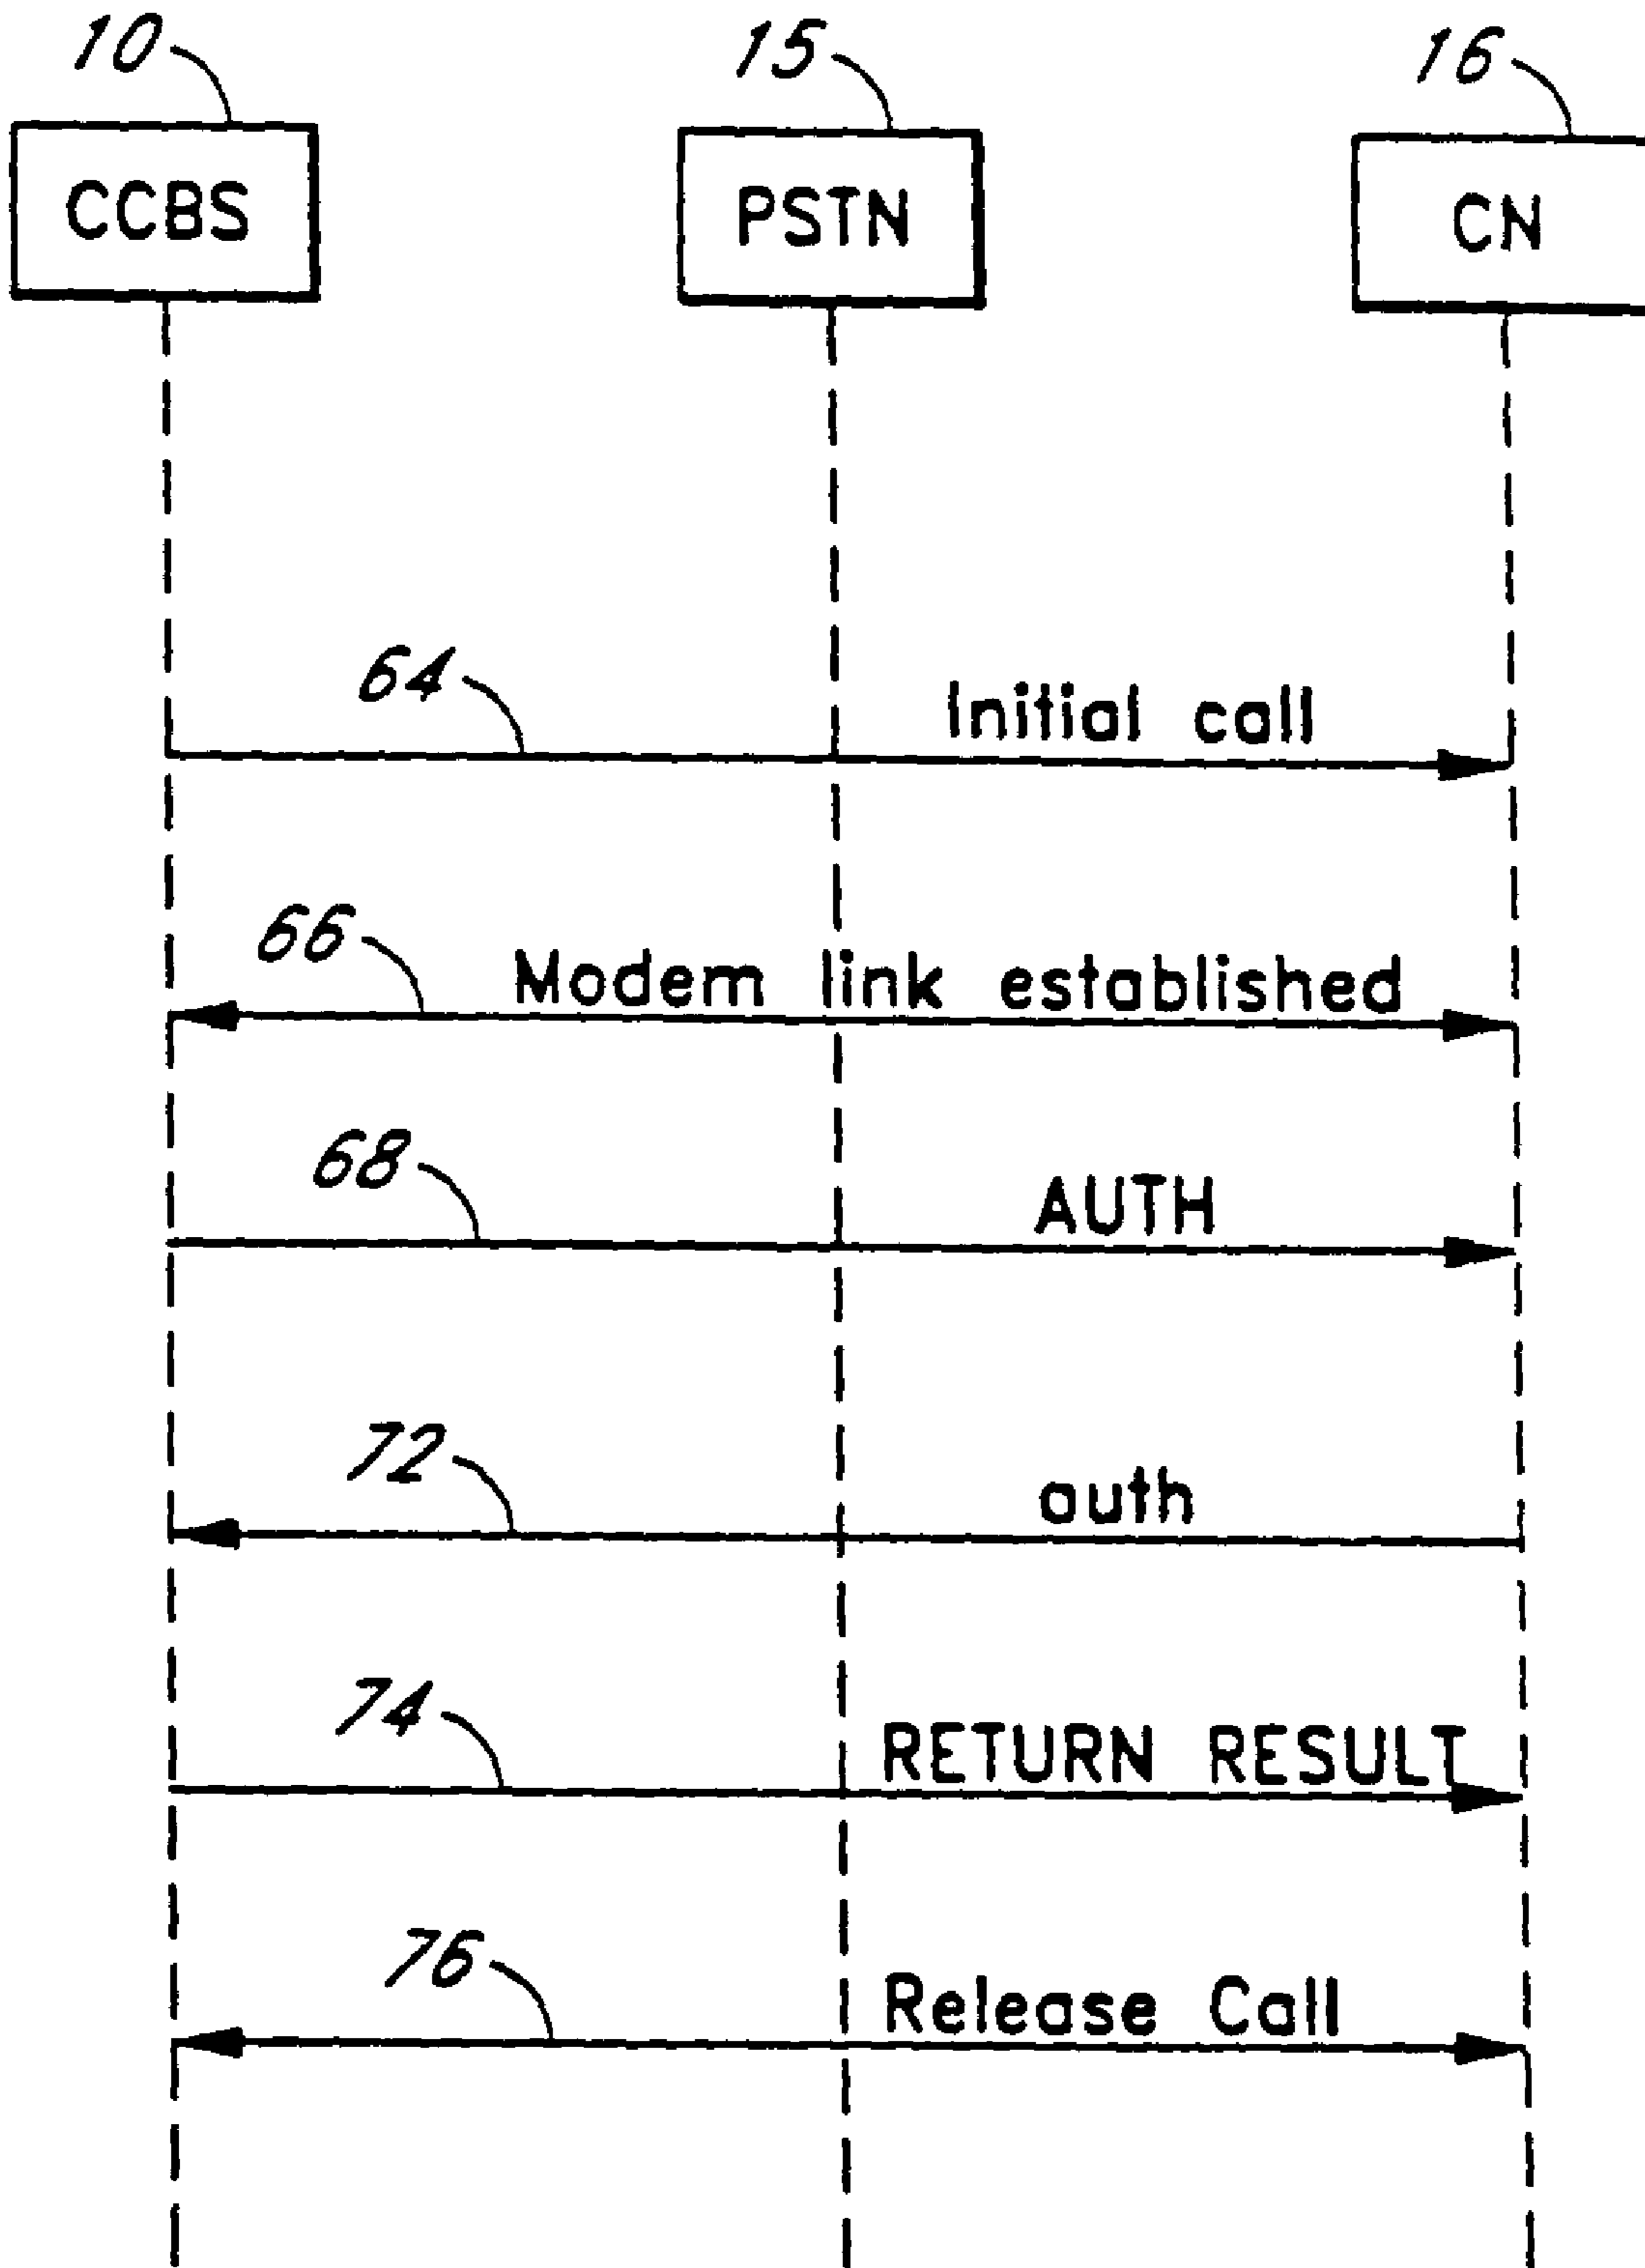 10 15 16
CCBS PSTN CN
64 Initial call
66 Modem link established
68 AUTH
72 auth
74 RETURN RESULT
76 Release Call